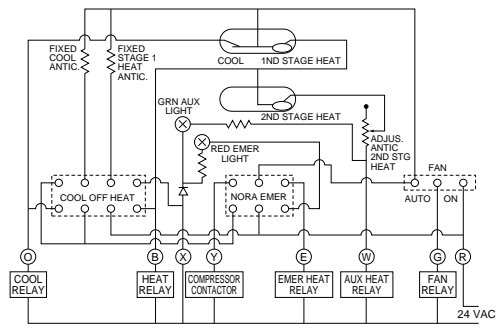 FIXED
COOL
ANTIC.
FIXED
STAGE 1
HEAT
ANTIC.
COOL
1ND STAGE HEAT
GRN AUX
LIGHT
2ND STAGE HEAT
RED EMER
LIGHT
ADJUS.
ANTIC
2ND STG
HEAT
FAN
COOL OFF HEAT
NORA EMER
AUTO ON
O
B
X
Y
E
W
G
R
COOL
RELAY
HEAT
RELAY
COMPRESSOR
CONTACTOR
EMER HEAT
RELAY
AUX HEAT
RELAY
FAN
RELAY
24 VAC